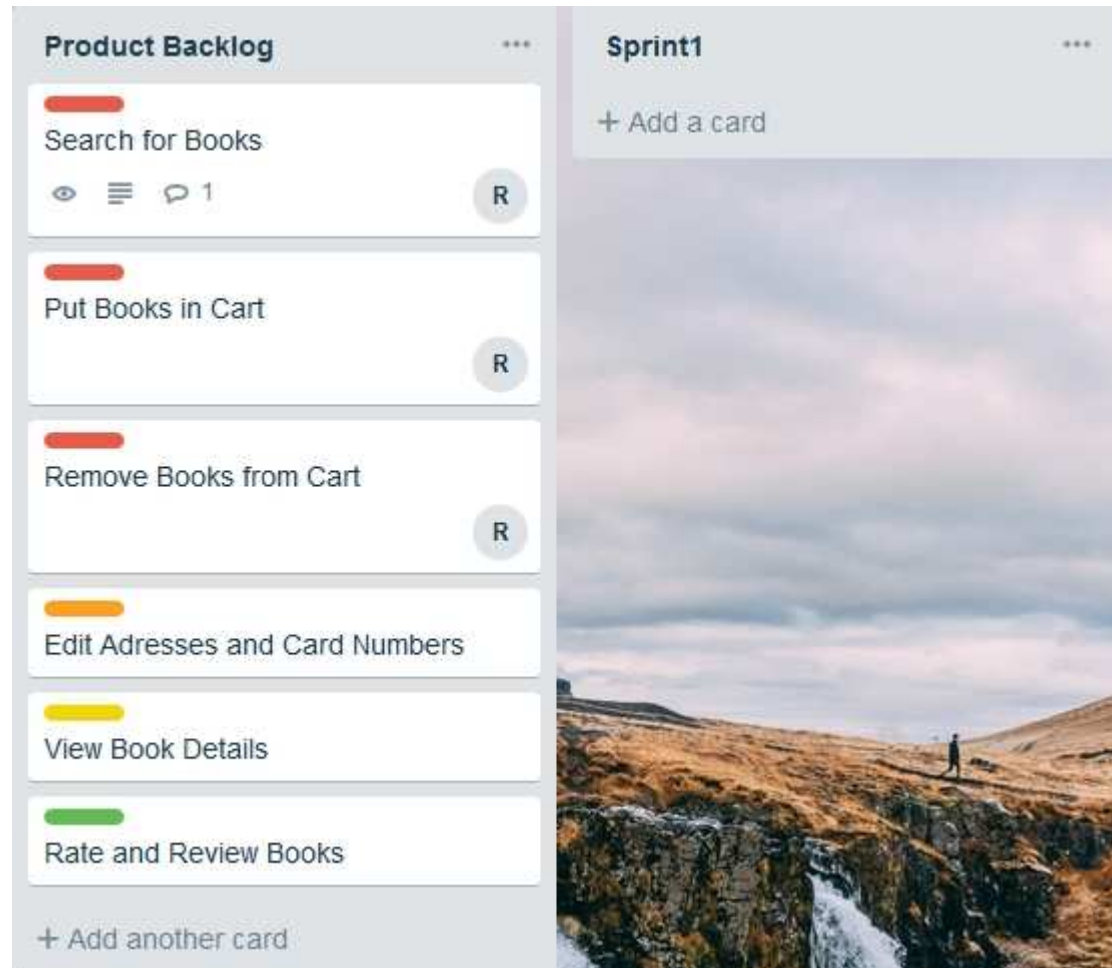 Product Backlog
Search for Books
1
R
Put Books in Cart
R
Remove Books from Cart
R
Edit Adresses and Card Numbers
View Book Details
Rate and Review Books
+ Add another card
Sprint1
+ Add a card